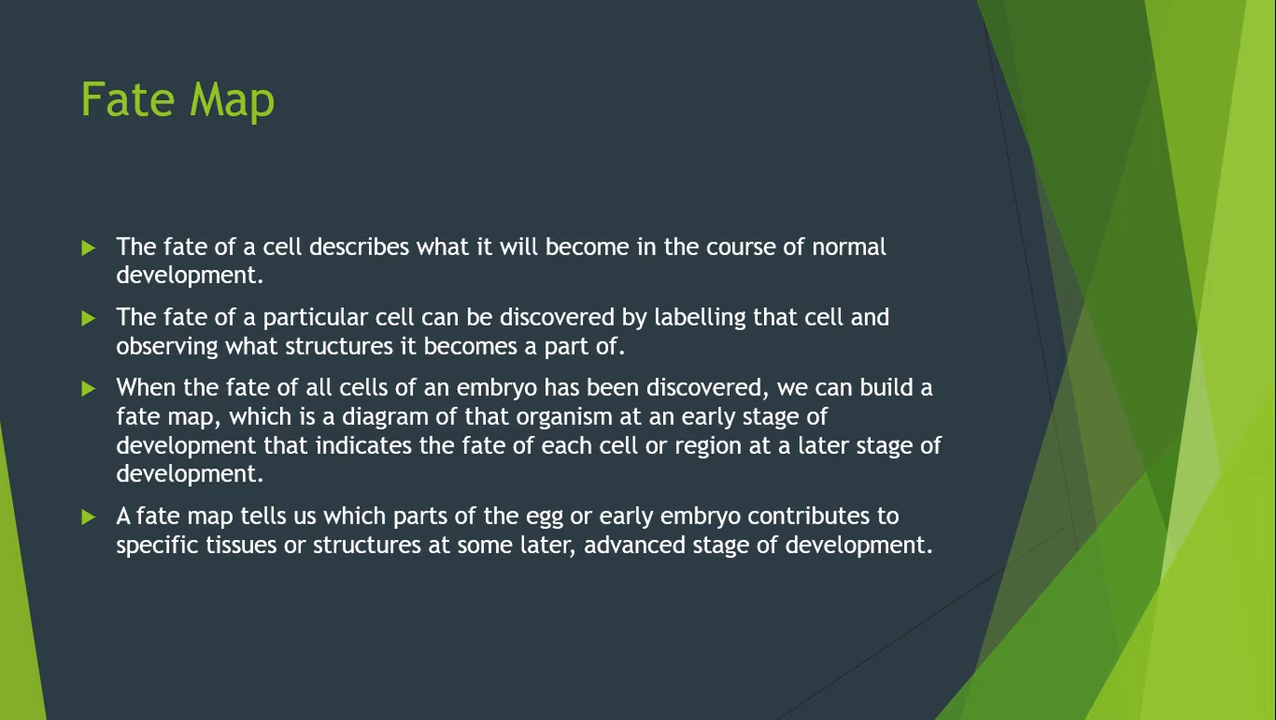 Fate Map
The fate of a cell describes what it will become in the course of normal
development.
The fate of a particular cell can be discovered by labelling that cell and
observing what structures it becomes a part of.
When the fate of all cells of an embryo has been discovered, we can build a
fate map, which is a diagram of that organism at an early stage of
development that indicates the fate of each cell or region at a later stage of
development.
A fate map tells us which parts of the egg or early embryo contributes to
specific tissues or structures at some later, advanced stage of development.